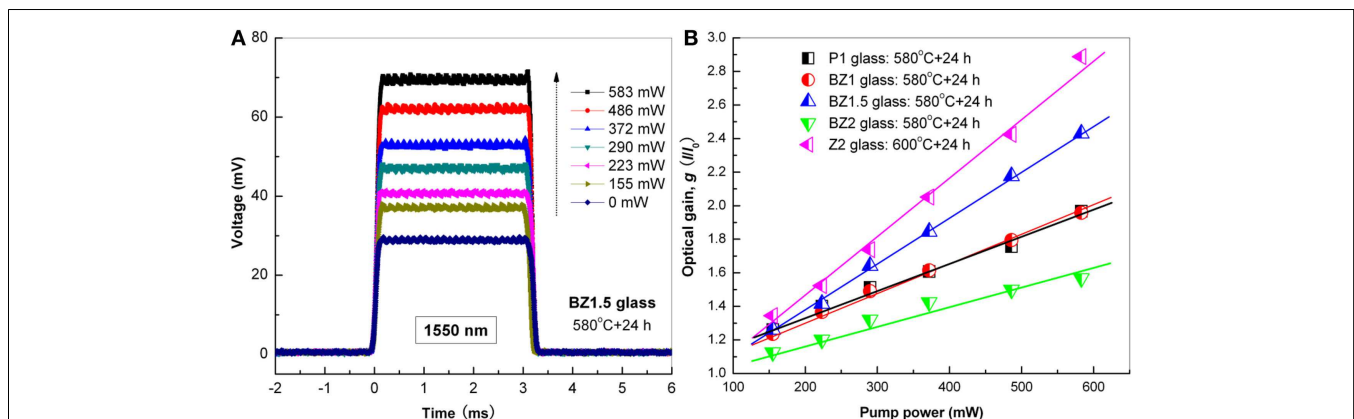 A
80
60
40
20
0
Voltage (mV)
-2
-1
0
1
2
3
4
5
6
Time (ms)
583 mW
486 mW
372 mW
290 mW
223 mW
155 mW
0 mW
BZ1.5 glass
580°C+24 h
1550 nm
B
3.0
2.8
2.6
2.4
2.2
2.0
1.8
1.6
1.4
1.2
1.0
Optical gain, g (I/I₀)
100
200
300
400
500
600
Pump power (mW)
P1 glass: 580°C+24 h
BZ1 glass: 580°C+24 h
BZ1.5 glass: 580°C+24 h
BZ2 glass: 580°C+24 h
Z2 glass: 600°C+24 h